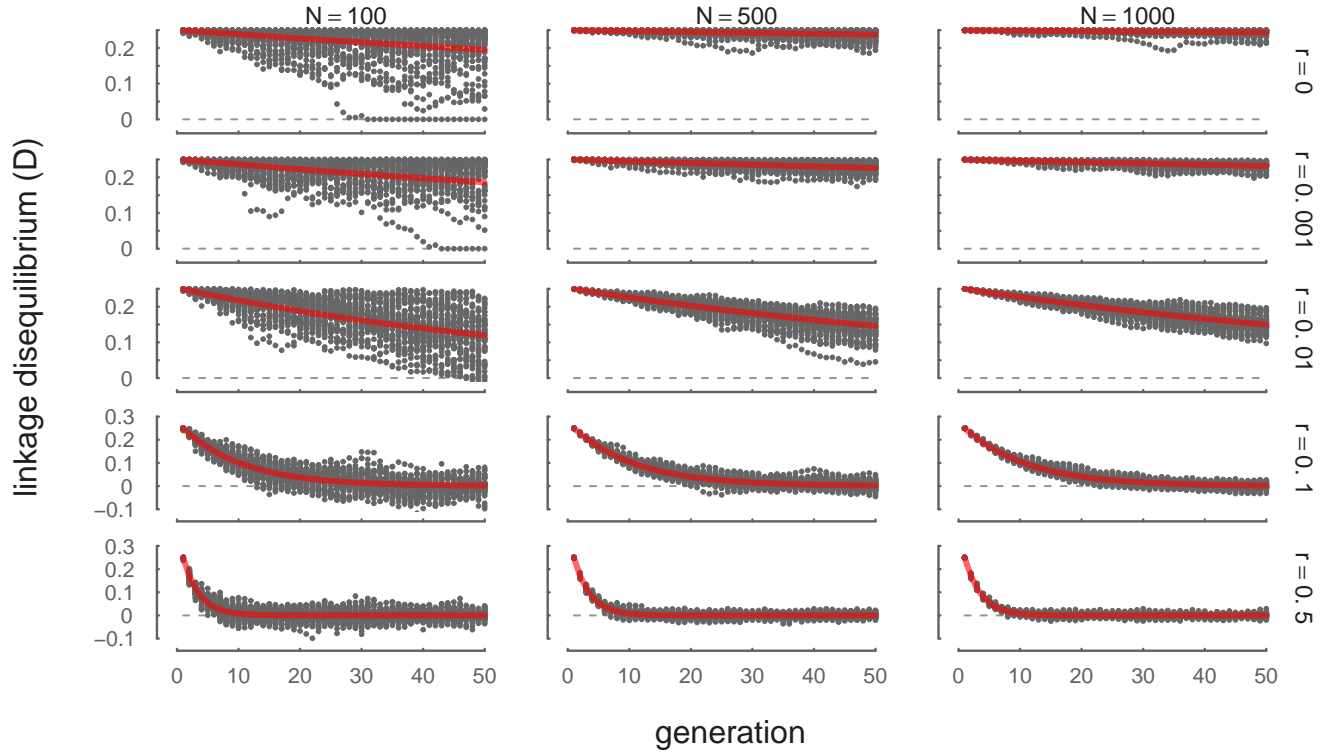 N = 100 N = 500 N = 1000
0.2
0.1
0
r = 0
0.2
0.1
0
r = 0. 001
0.2
0.1
0
r = 0. 01
0.3
0.2
0.1
0
−0.1
r = 0. 1
0.3
0.2
0.1
0
−0.1
r = 0. 5
0 10 20 30 40 50 0 10 20 30 40 50 0 10 20 30 40 50
linkage disequilibrium (D)
generation